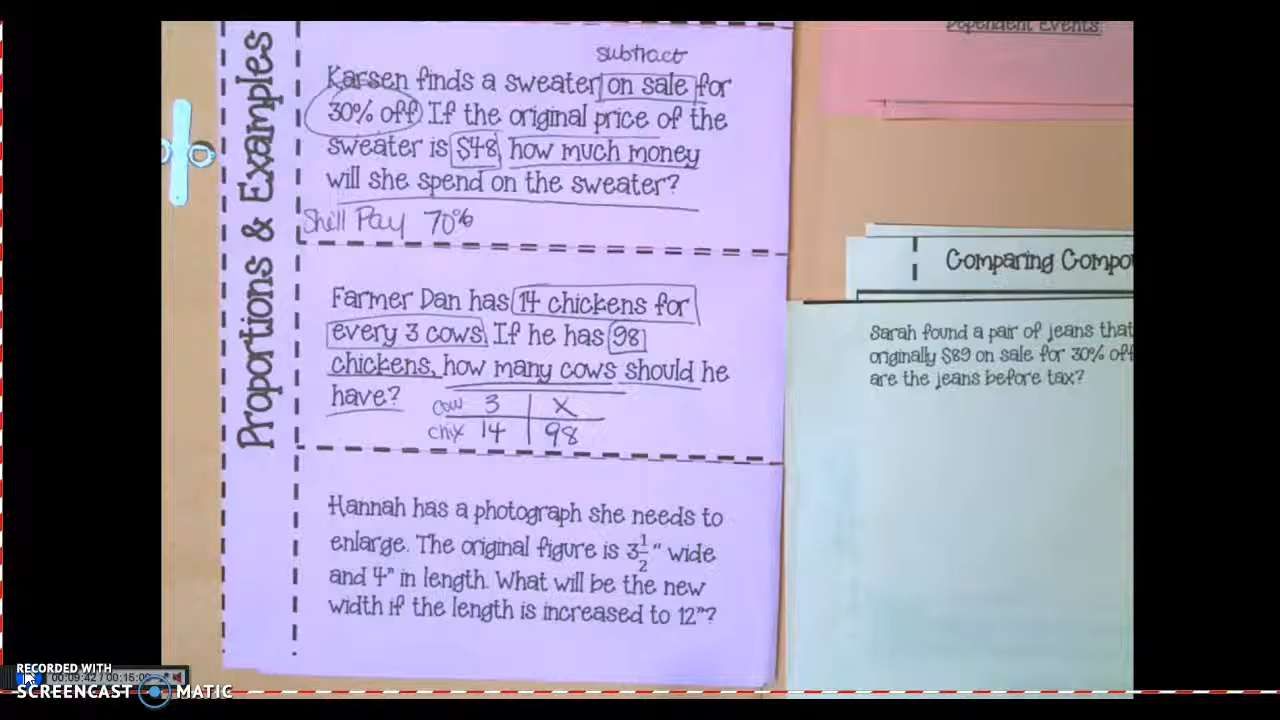 Proportions & Examples
subtract
Karsen finds a sweater on sale for
30% off. If the original price of the
sweater is $48, how much money
will she spend on the sweater?
She'll Pay 70%
Farmer Dan has 14 chickens for
every 3 cows. If he has 98
chickens, how many cows should he
have?
cow 3 X
chix 14 98
Hannah has a photograph she needs to
enlarge. The original figure is 3 1/2" wide
and 4" in length. What will be the new
width if the length is increased to 12"?
Dependent Events
Comparing Compo
Sarah found a pair of jeans that
originally $89 on sale for 30% off
are the jeans before tax?
RECORDED WITH
SCREENCAST MATIC